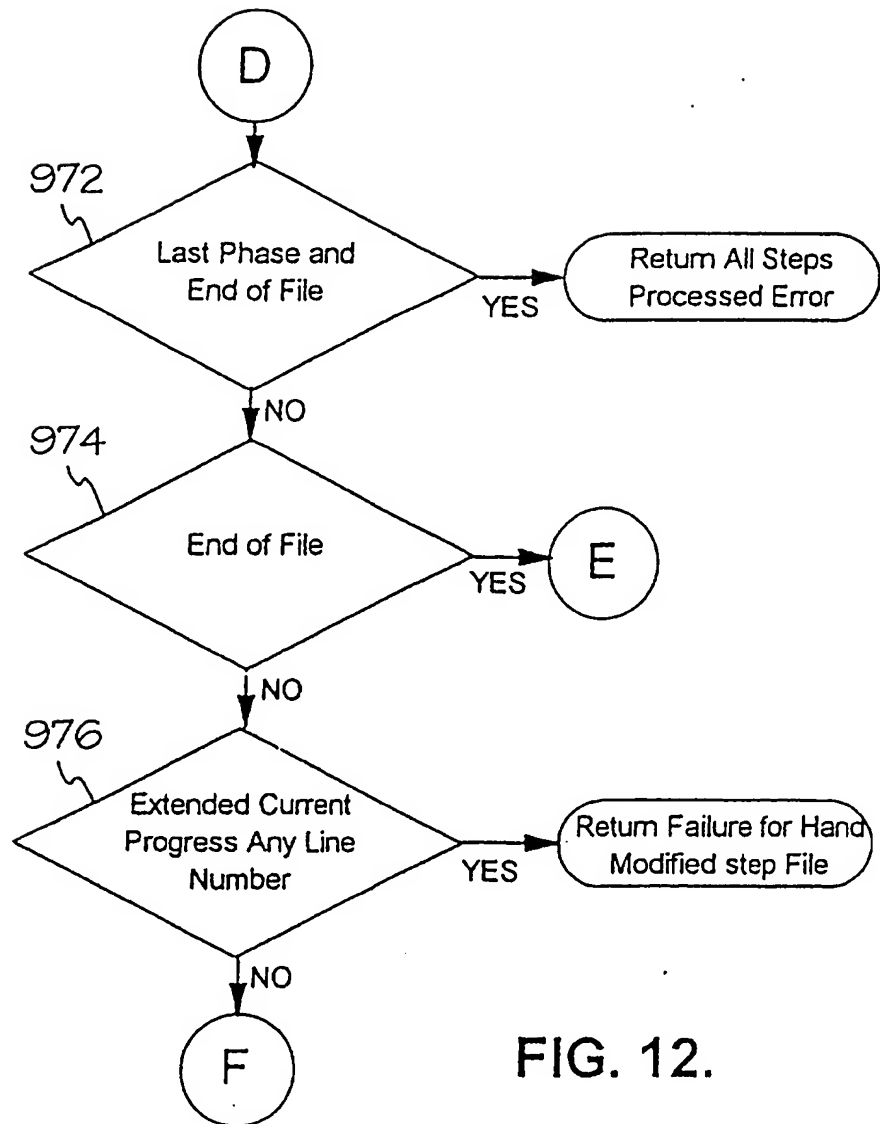 D
972
Last Phase and
End of File
YES
Return All Steps
Processed Error
NO
974
End of File
YES
E
NO
976
Extended Current
Progress Any Line
Number
YES
Return Failure for Hand
Modified step File
NO
F
FIG. 12.